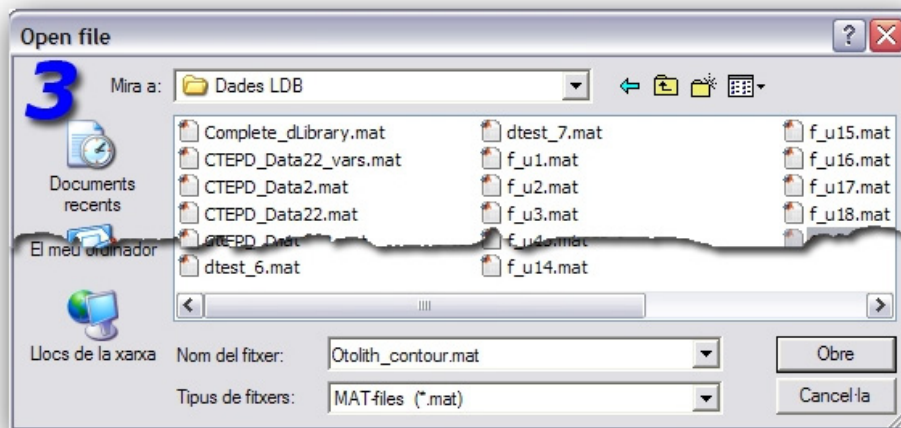 Open file
3
Mira a:
Dades LDB
Documents
recents
El meu ordinador
Llocs de la xarxa
Complete_dLibrary.mat
CTEPD_Data22_vars.mat
CTEPD_Data2.mat
CTEPD_Data22.mat
dtest_6.mat
dtest_7.mat
f_u1.mat
f_u2.mat
f_u3.mat
f_u14.mat
f_u15.mat
f_u16.mat
f_u17.mat
f_u18.mat
Nom del fitxer:
Otolith_contour.mat
Obre
Tipus de fitxers:
MAT-files (*.mat)
Cancel·la